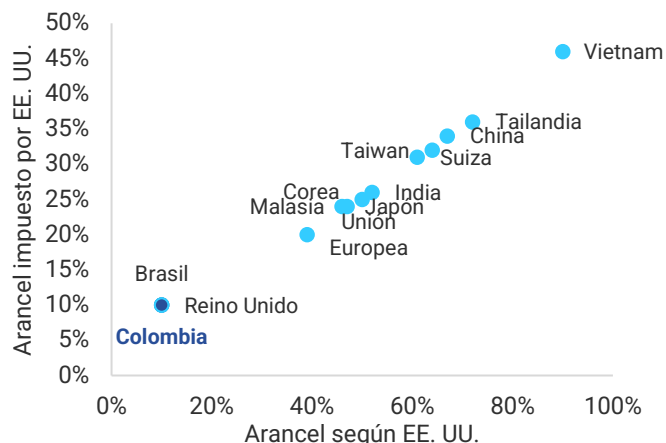 Arancel impuesto por EE. UU.
50%
45%
40%
35%
30%
25%
20%
15%
10%
5%
0%
Vietnam
Tailandia
China
Taiwan
Suiza
Corea
India
Malasia
Japón
Unión
Europea
Brasil
Reino Unido
Colombia
0%
20%
40%
60%
80%
100%
Arancel según EE. UU.